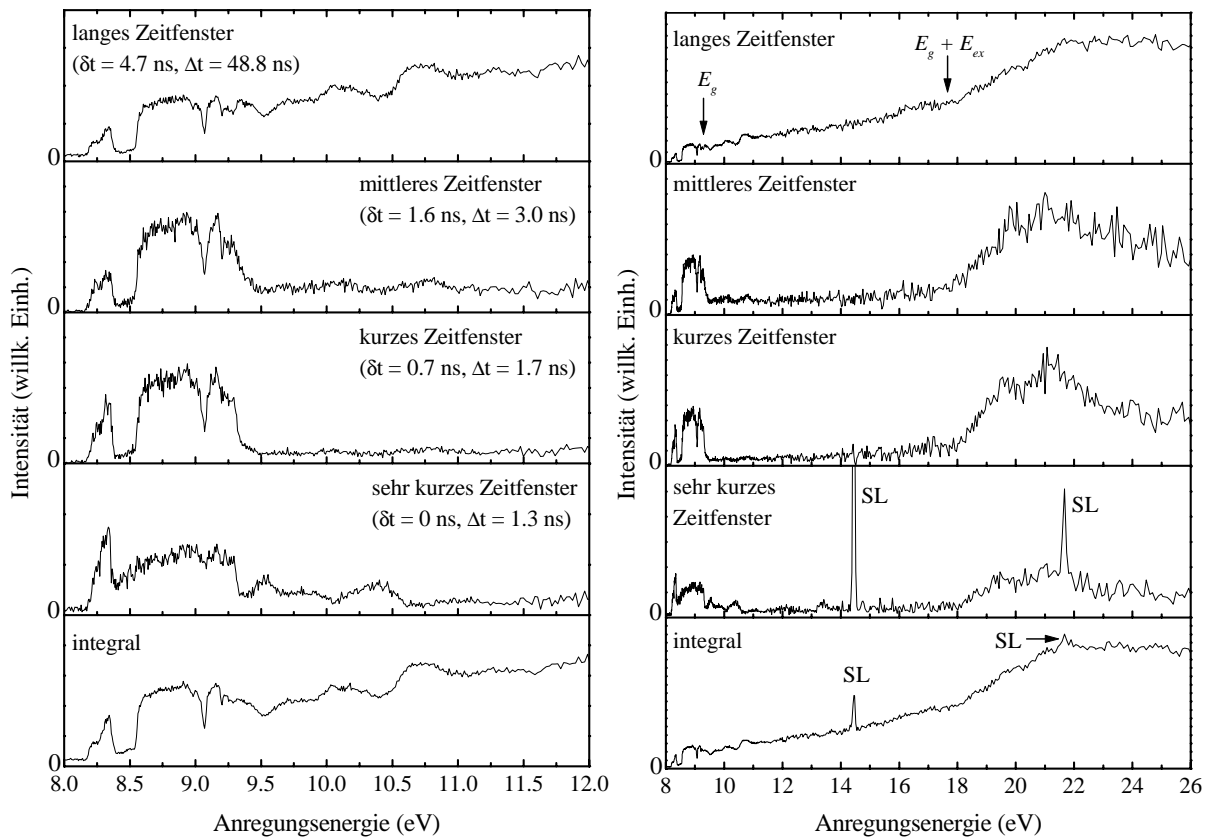 langes Zeitfenster
(δt = 4.7 ns, Δt = 48.8 ns)
0
mittleres Zeitfenster
(δt = 1.6 ns, Δt = 3.0 ns)
0
kurzes Zeitfenster
(δt = 0.7 ns, Δt = 1.7 ns)
0
sehr kurzes Zeitfenster
(δt = 0 ns, Δt = 1.3 ns)
0
integral
0
8.0 8.5 9.0 9.5 10.0 10.5 11.0 11.5 12.0
Anregungsenergie (eV)
Intensität (willk. Einh.)
langes Zeitfenster
E_g
E_g + E_ex
0
mittleres Zeitfenster
0
kurzes Zeitfenster
0
sehr kurzes
Zeitfenster
SL
SL
0
integral
SL
SL
0
8 10 12 14 16 18 20 22 24 26
Anregungsenergie (eV)
Intensität (willk. Einh.)